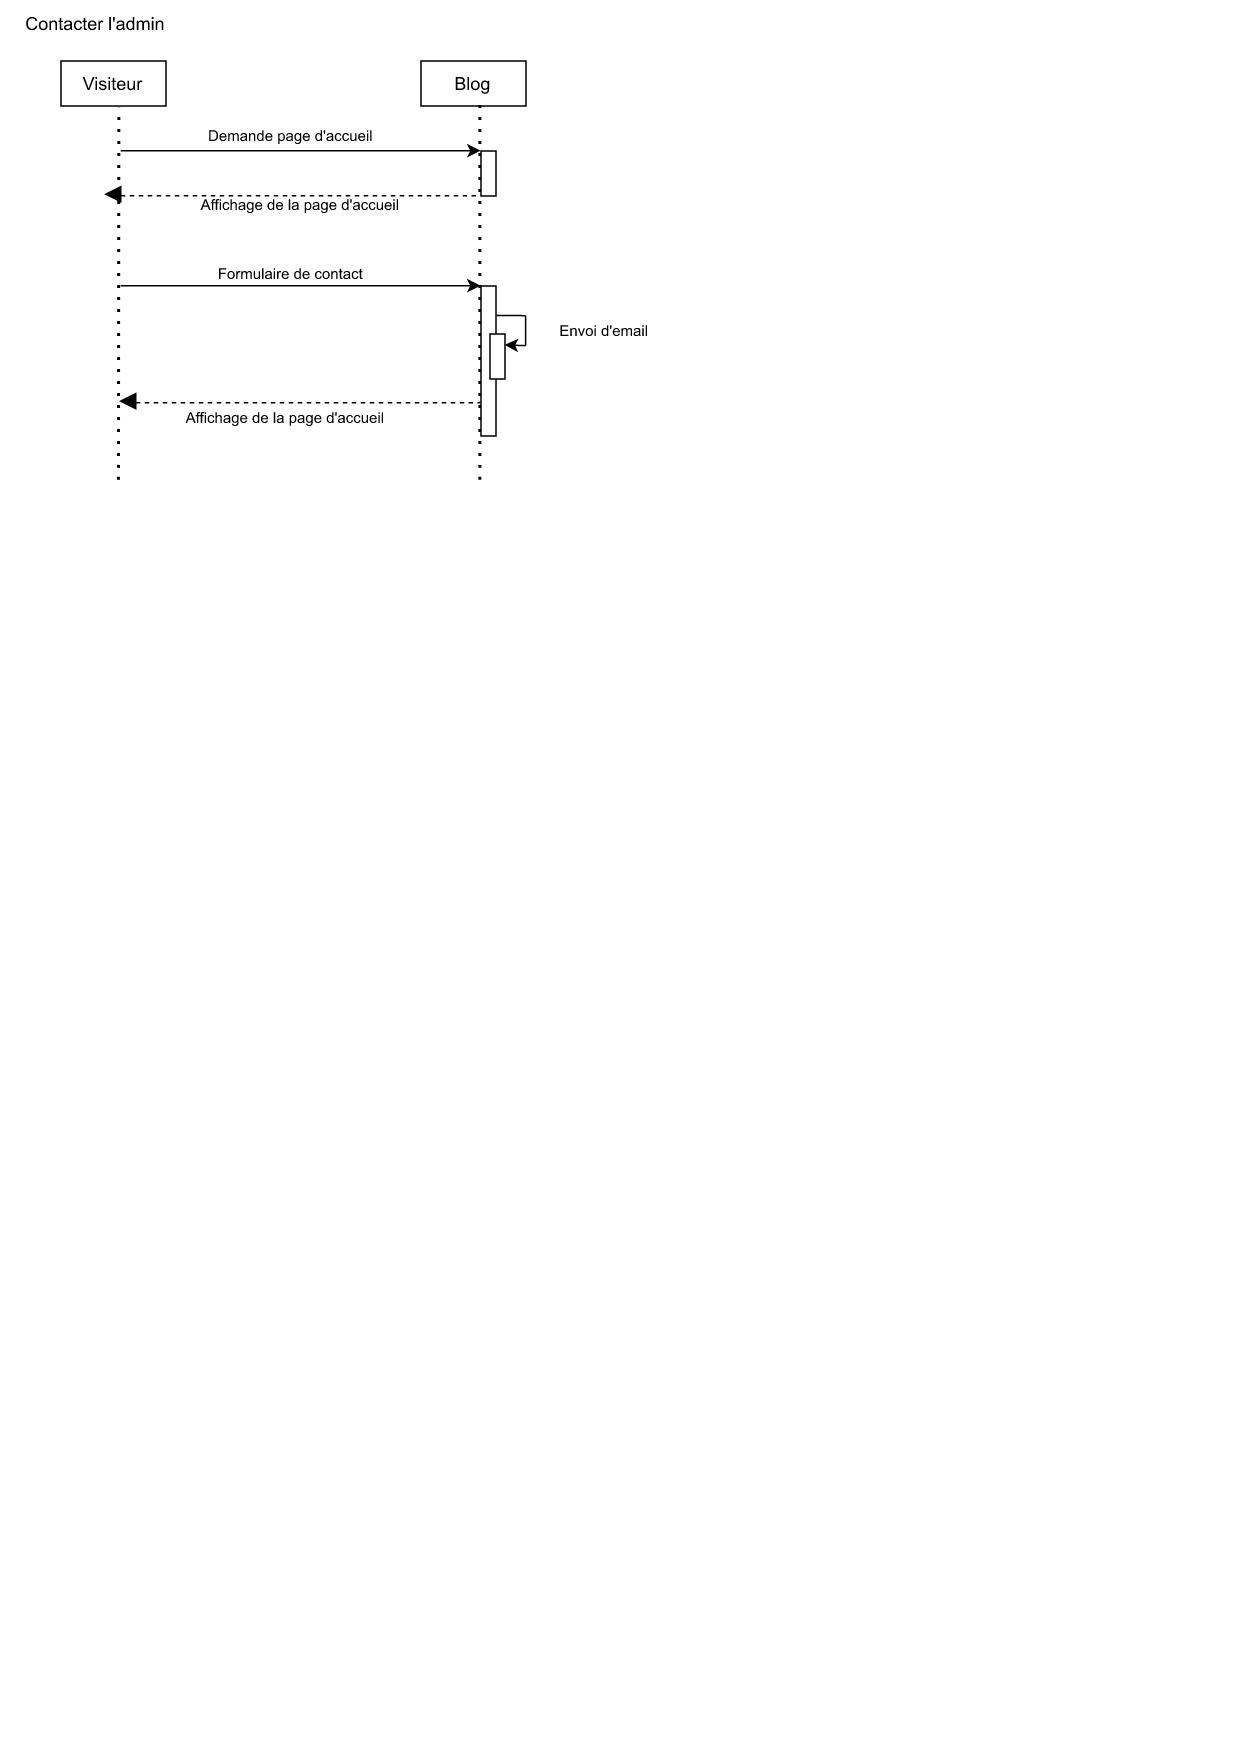 Contacter l'admin
Visiteur
Blog
Demande page d'accueil
Affichage de la page d'accueil
Formulaire de contact
Envoi d'email
Affichage de la page d'accueil